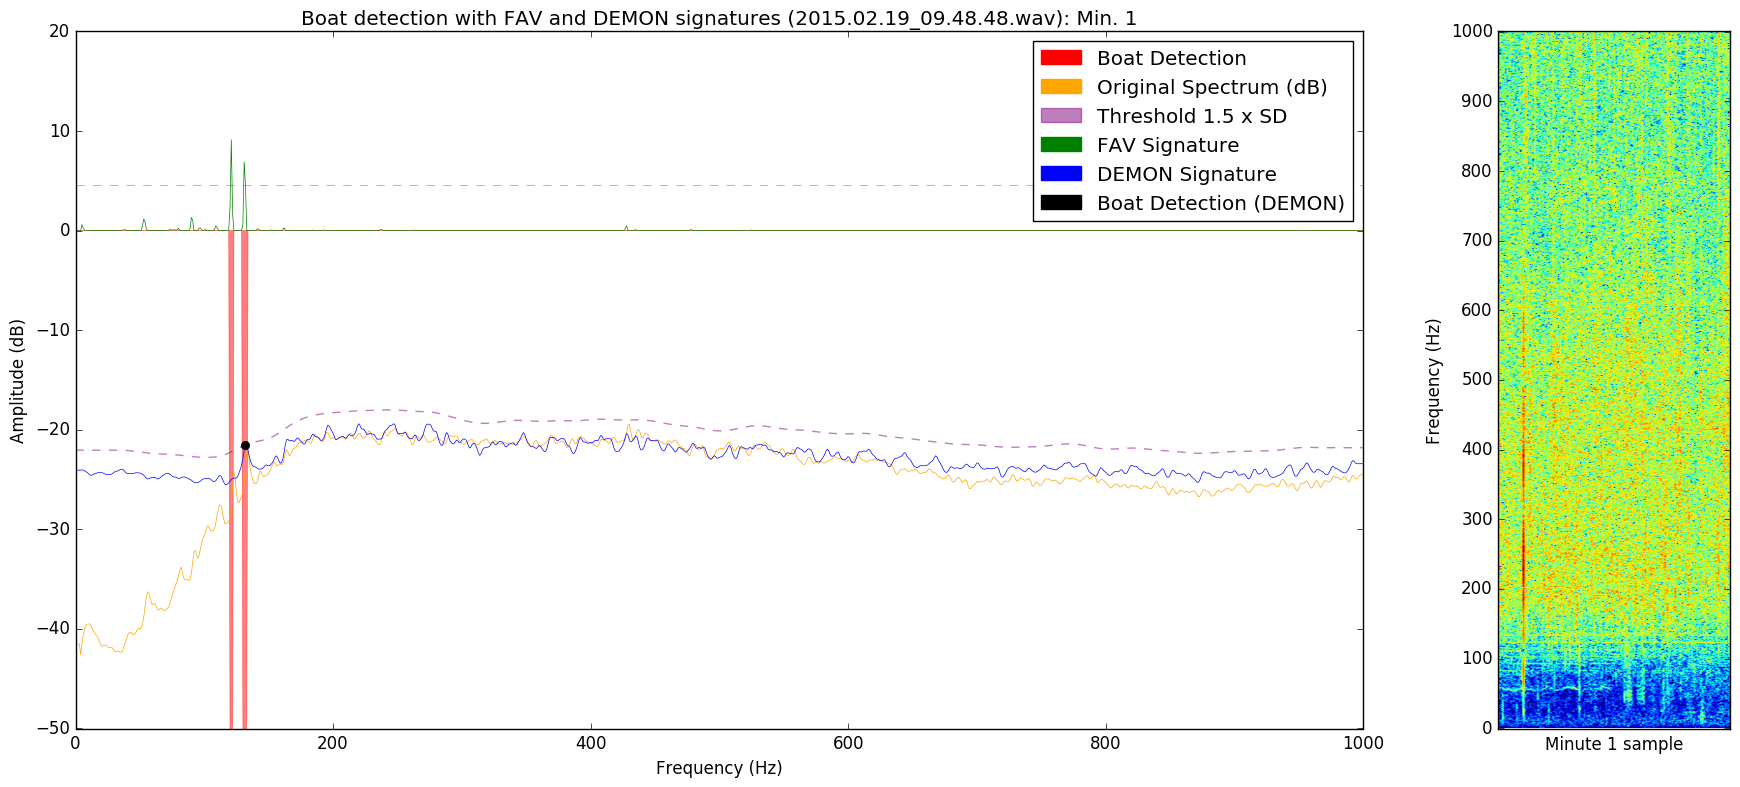 Boat detection with FAV and DEMON signatures (2015.02.19_09.48.48.wav): Min. 1
20
10
0
−10
−20
−30
−40
−50
Amplitude (dB)
0
200
400
600
800
1000
Frequency (Hz)
Boat Detection
Original Spectrum (dB)
Threshold 1.5 x SD
FAV Signature
DEMON Signature
Boat Detection (DEMON)
1000
900
800
700
600
500
400
300
200
100
0
Frequency (Hz)
Minute 1 sample